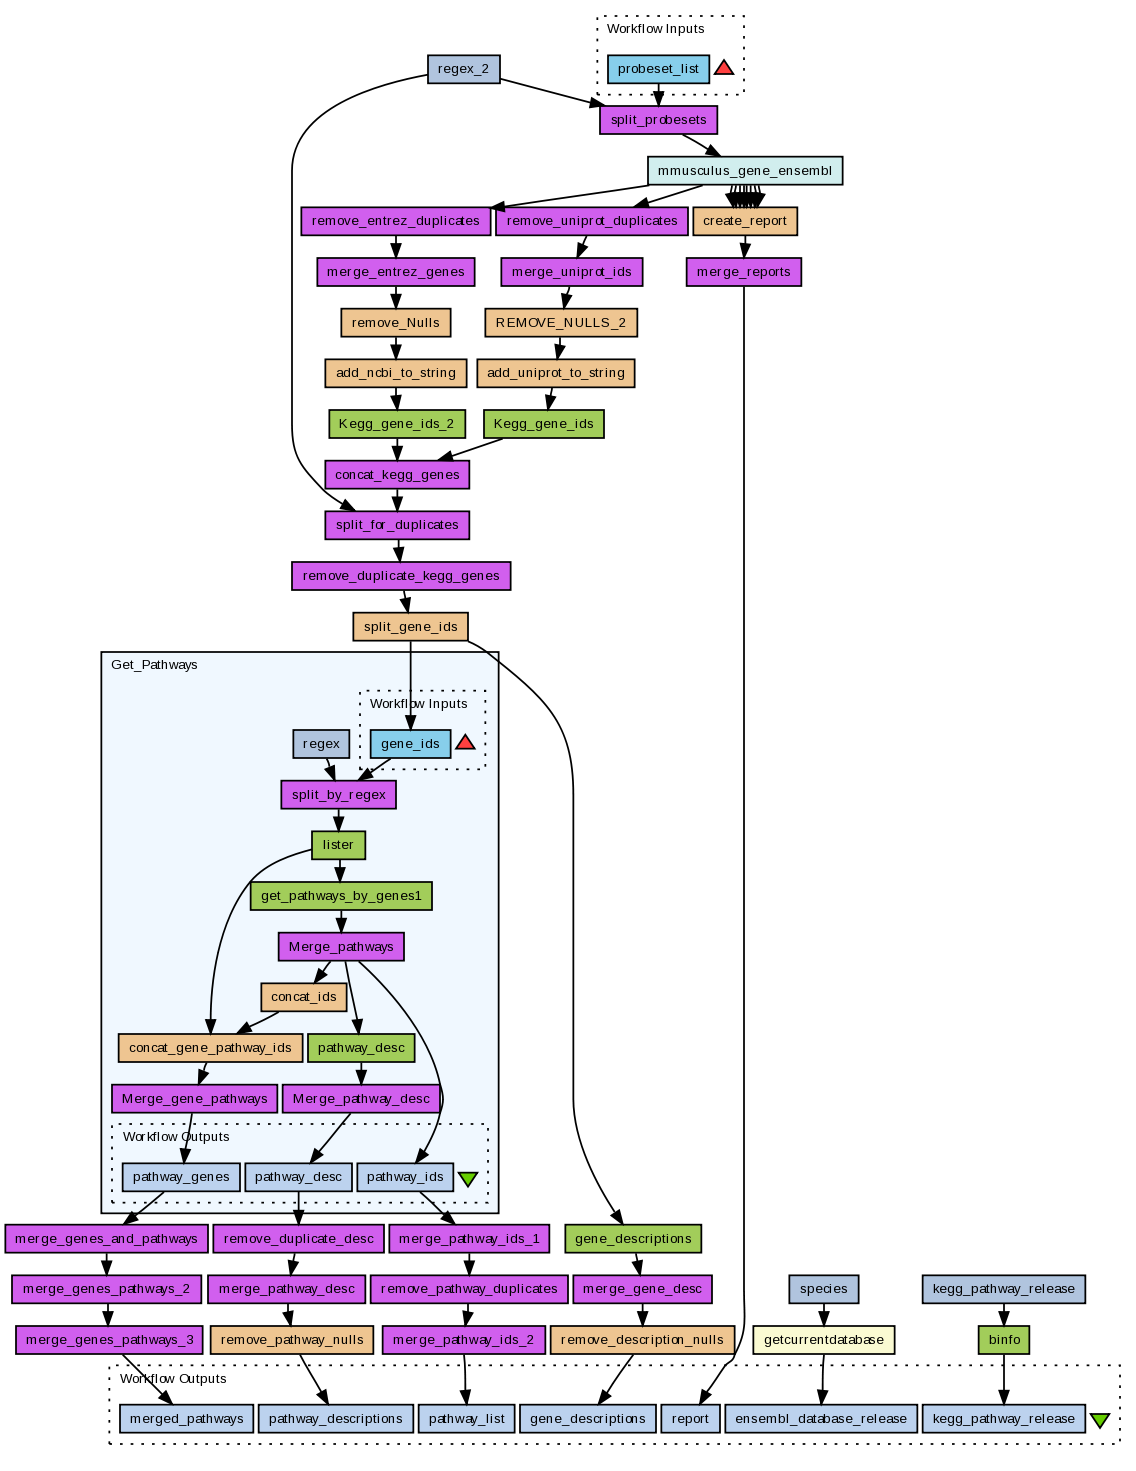 Workflow Inputs
regex_2
probeset_list
split_probesets
mmusculus_gene_ensembl
remove_entrez_duplicates
remove_uniprot_duplicates
create_report
merge_entrez_genes
merge_uniprot_ids
merge_reports
remove_Nulls
REMOVE_NULLS_2
add_ncbi_to_string
add_uniprot_to_string
Kegg_gene_ids_2
Kegg_gene_ids
concat_kegg_genes
split_for_duplicates
remove_duplicate_kegg_genes
split_gene_ids
Get_Pathways
Workflow Inputs
regex
gene_ids
split_by_regex
lister
get_pathways_by_genes1
Merge_pathways
concat_ids
concat_gene_pathway_ids
pathway_desc
Merge_gene_pathways
Merge_pathway_desc
Workflow Outputs
pathway_genes
pathway_desc
pathway_ids
merge_genes_and_pathways
remove_duplicate_desc
merge_pathway_ids_1
gene_descriptions
merge_genes_pathways_2
merge_pathway_desc
remove_pathway_duplicates
merge_gene_desc
species
kegg_pathway_release
merge_genes_pathways_3
remove_pathway_nulls
merge_pathway_ids_2
remove_description_nulls
getcurrentdatabase
binfo
Workflow Outputs
merged_pathways
pathway_descriptions
pathway_list
gene_descriptions
report
ensembl_database_release
kegg_pathway_release